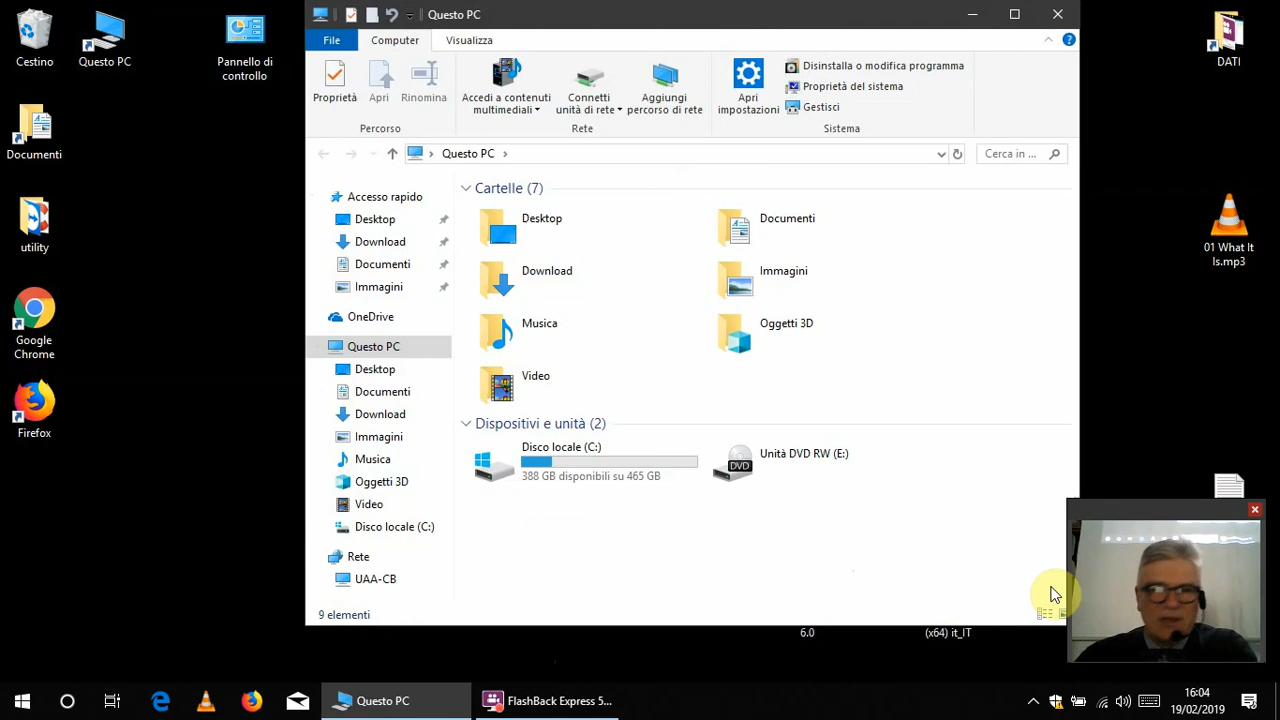 Cestino
Questo PC
Pannello di
controllo
Documenti
utility
Google
Chrome
Firefox
Questo PC
File
Computer
Visualizza
Proprietà
Apri
Rinomina
Percorso
Accedi a contenuti
multimediali
Connetti
unità di rete
Aggiungi
percorso di rete
Rete
Apri
impostazioni
Disinstalla o modifica programma
Proprietà del sistema
Gestisci
Sistema
Questo PC
Cerca in ...
Accesso rapido
Desktop
Download
Documenti
Immagini
OneDrive
Questo PC
Desktop
Documenti
Download
Immagini
Musica
Oggetti 3D
Video
Disco locale (C:)
Rete
UAA-CB
Cartelle (7)
Desktop
Documenti
Download
Immagini
Musica
Oggetti 3D
Video
Dispositivi e unità (2)
Disco locale (C:)
388 GB disponibili su 465 GB
DVD
Unità DVD RW (E:)
9 elementi
DATI
01 What It
Is.mp3
6.0
(x64) it_IT
Questo PC
FlashBack Express 5...
16:04
19/02/2019